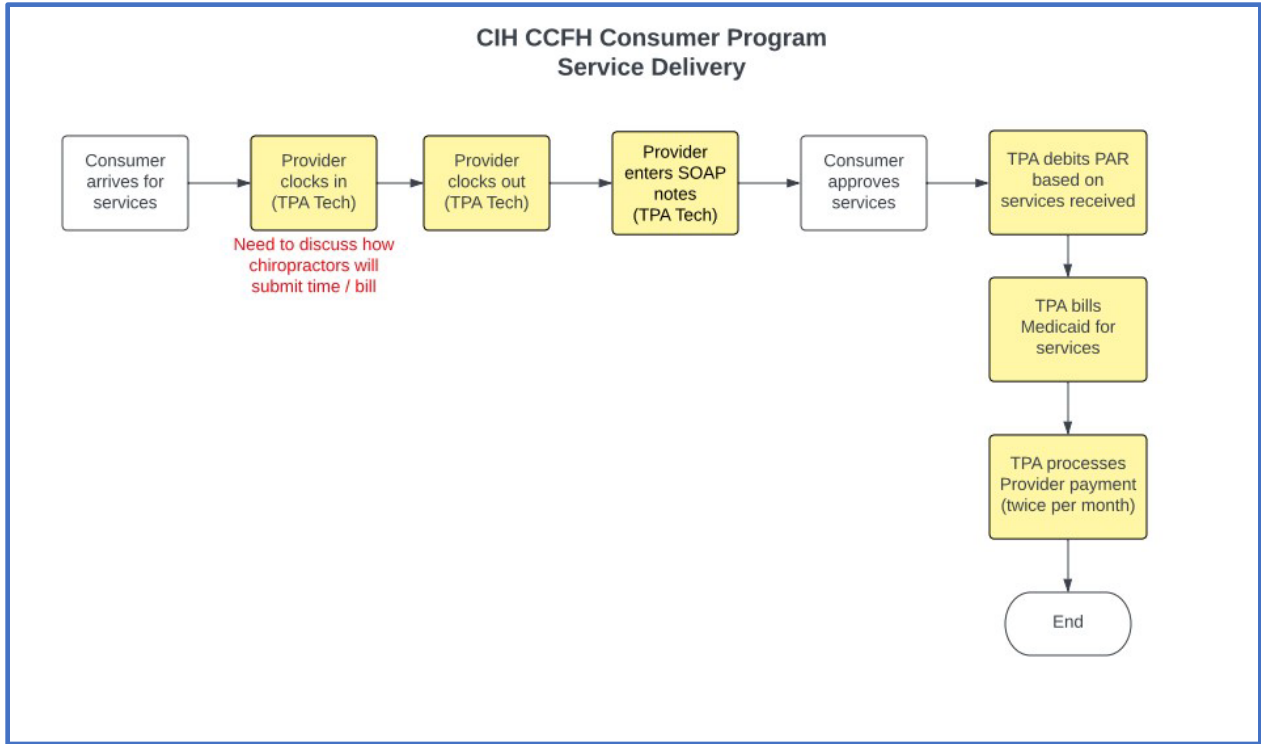 CIH CCFH Consumer Program
Service Delivery
Consumer
arrives for
services
Provider
clocks in
(TPA Tech)
Need to discuss how
chiropractors will
submit time / bill
Provider
clocks out
(TPA Tech)
Provider
enters SOAP
notes
(TPA Tech)
Consumer
approves
services
TPA debits PAR
based on
services received
TPA bills
Medicaid for
services
TPA processes
Provider payment
(twice per month)
End